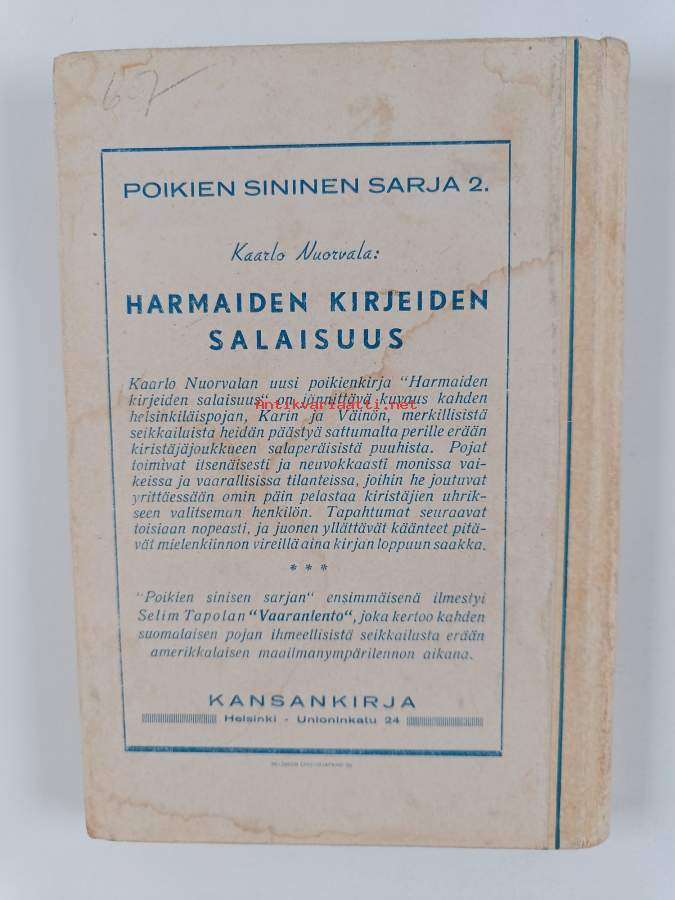 67
POIKIEN SININEN SARJA 2.
Kaarlo Nuorvala:
HARMAIDEN KIRJEIDEN
SALAISUUS
Kaarlo Nuorvalan uusi poikienkirja "Harmaiden
kirjeiden salaisuus" on jännittävä kuvaus kahden
Antikvariaatti.net
helsinkiläispojan, Karin ja Väinön, merkillisistä
seikkailuista heidän päästyä sattumalta perille erään
kiristäjäjoukkueen salaperäisistä puuhista. Pojat
toimivat itsenäisesti ja neuvokkaasti monissa vai-
keissa ja vaarallisissa tilanteissa, joihin he joutuvat
yrittäessään omin päin pelastaa kiristäjien uhrik-
seen valitseman henkilön. Tapahtumat seuraavat
toisiaan nopeasti, ja juonen yllättävät käänteet pitä-
vät mielenkiinnon vireillä aina kirjan loppuun saakka.
* * *
"Poikien sinisen sarjan" ensimmäisenä ilmestyi
Selim Tapolan "Vaaranlento", joka kertoo kahden
suomalaisen pojan ihmeellisistä seikkailusta erään
amerikkalaisen maailmanympärilennon aikana.
KANSANKIRJA
Helsinki - Unioninkatu 24